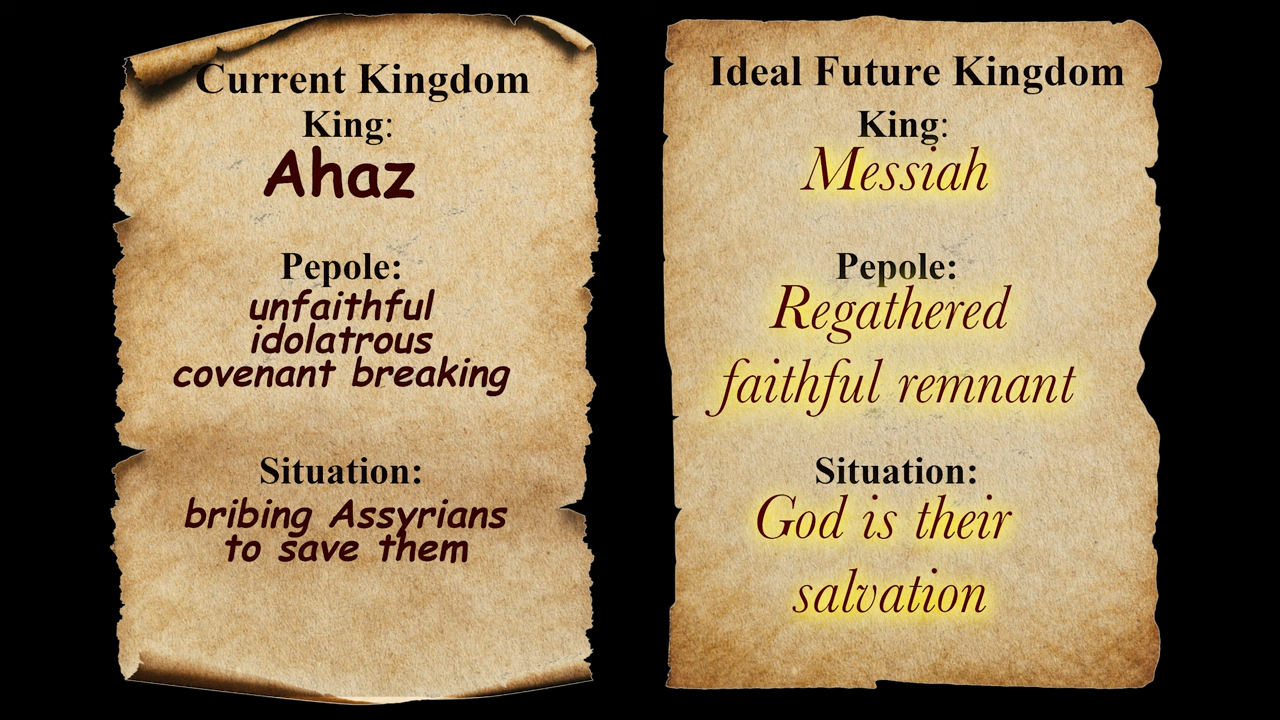 Current Kingdom
King:
Ahaz
Pepole:
unfaithful
idolatrous
covenant breaking
Situation:
bribing Assyrians
to save them
Ideal Future Kingdom
King:
Messiah
Pepole:
Regathered
faithful remnant
Situation:
God is their
salvation